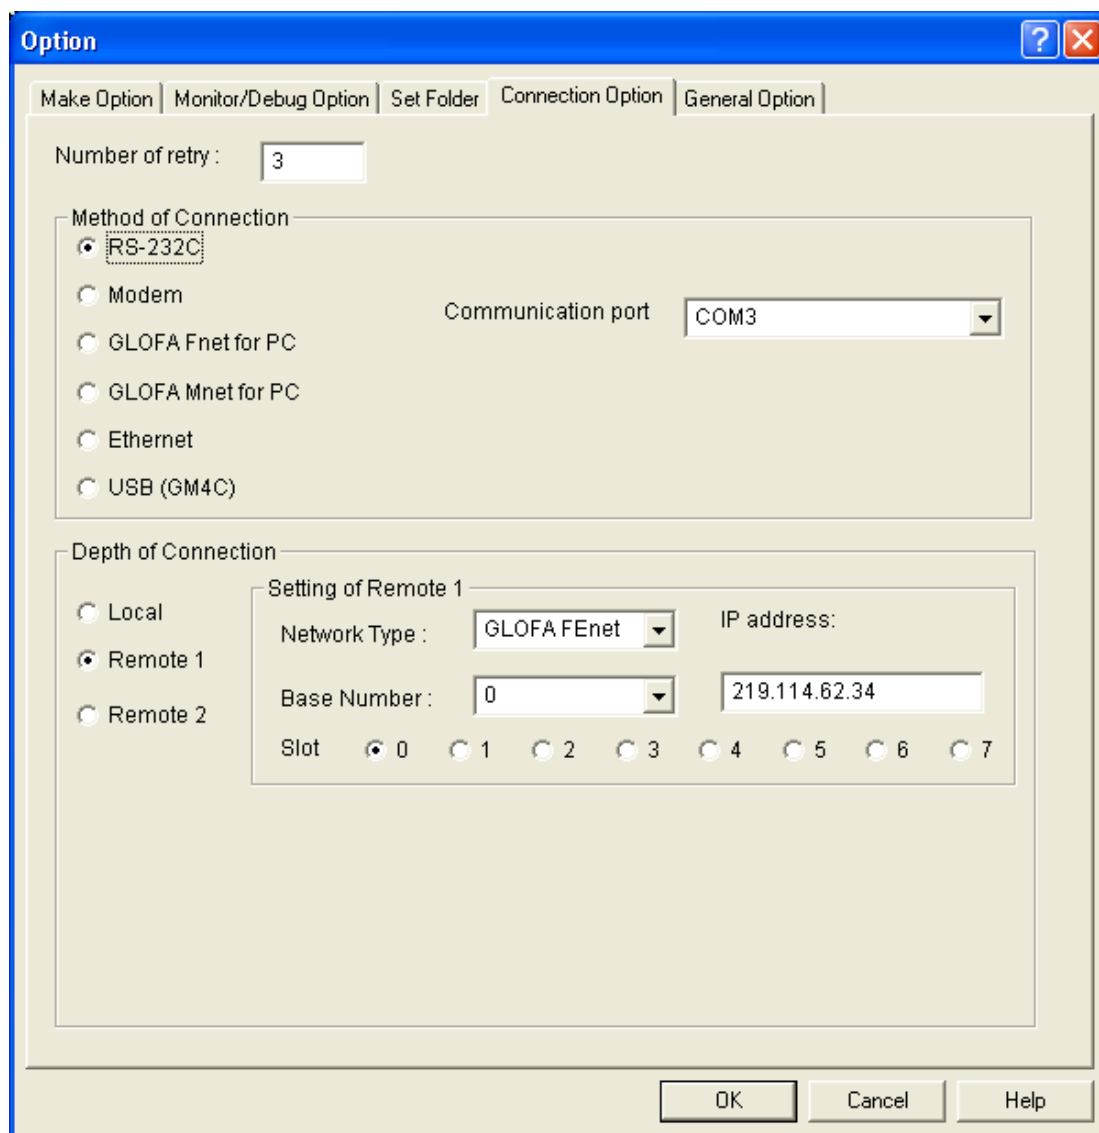 Option
Make Option Monitor/Debug Option Set Folder Connection Option General Option
Number of retry : 3
Method of Connection
RS-232C
Modem
Communication port COM3
GLOFA Fnet for PC
GLOFA Mnet for PC
Ethernet
USB (GM4C)
Depth of Connection
Local
Remote 1
Remote 2
Setting of Remote 1
Network Type : GLOFA FEnet
IP address:
Base Number : 0
219.114.62.34
Slot 0 1 2 3 4 5 6 7
OK Cancel Help